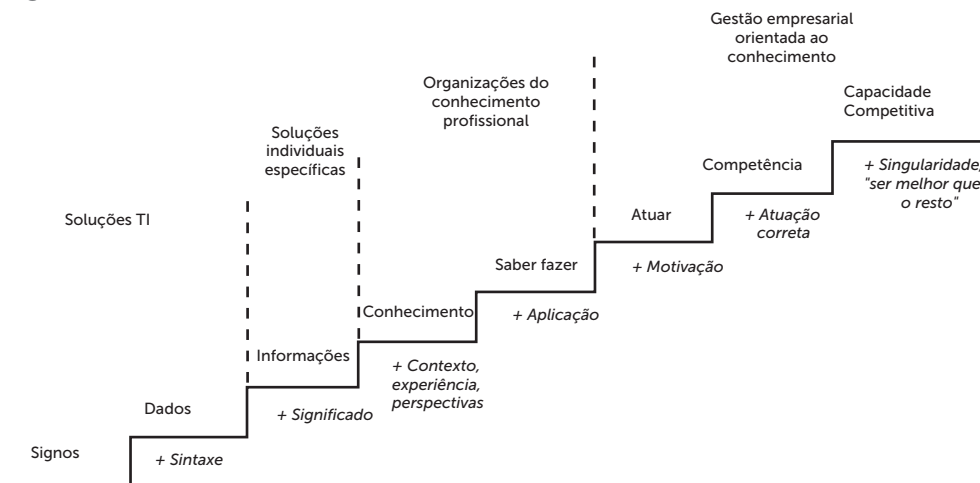 Gestão empresarial
orientada ao
conhecimento
Organizações do
conhecimento
profissional
Capacidade
Competitiva
Soluções
individuais
específicas
Competência
+ Singularidade,
"ser melhor que
o resto"
Soluções TI
Atuar
+ Atuação
correta
Saber fazer
+ Motivação
Conhecimento
+ Aplicação
Informações
+ Contexto,
experiência,
perspectivas
Dados
+ Significado
Signos
+ Sintaxe